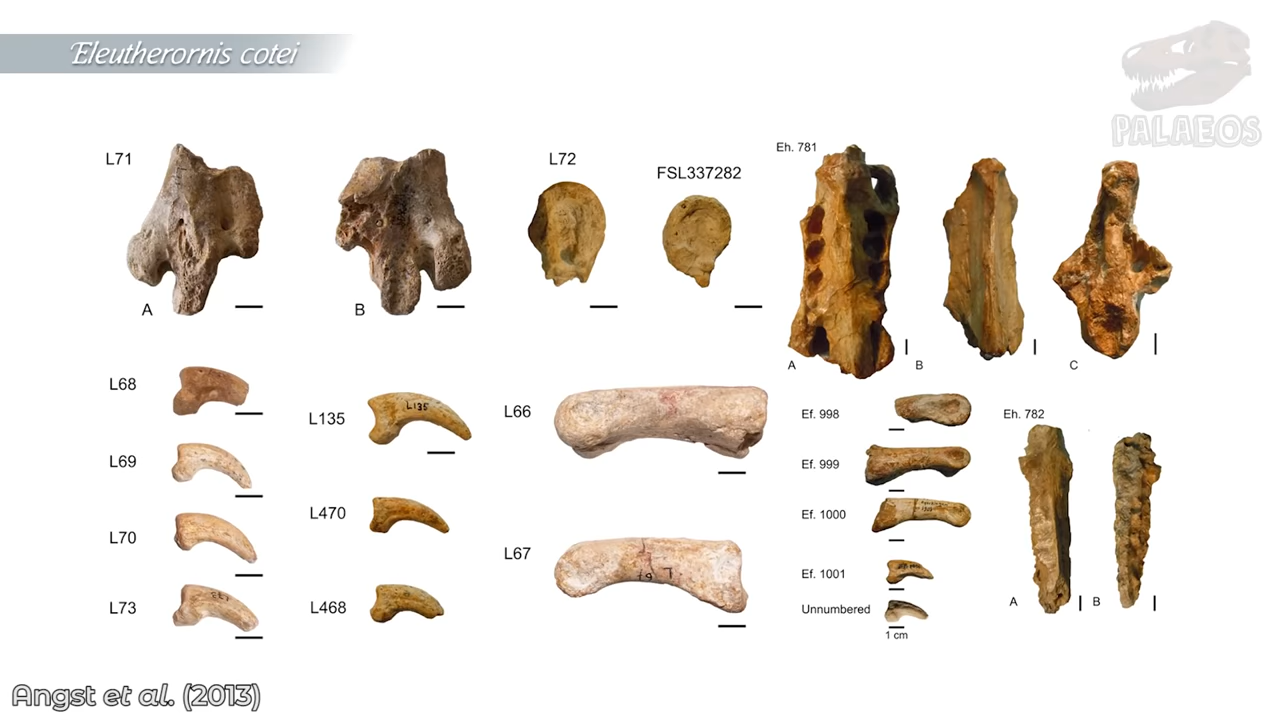 Eleutherornis cotei
PALAEOS
L71
A
B
L72
FSL337282
Eh. 781
A
B
C
L68
L69
L70
L73
L135
L135
L470
L468
L66
L67
Ef. 998
Ef. 999
Ef. 1000
Ef. 1001
Unnumbered
1 cm
Eh. 782
A
B
Angst et al. (2013)